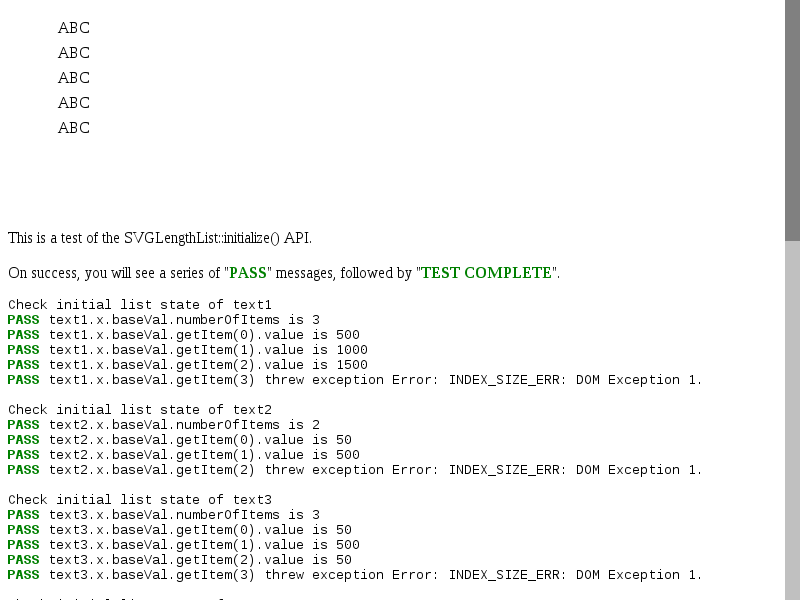 ABC
ABC
ABC
ABC
ABC
This is a test of the SVGLengthList::initialize() API.
On success, you will see a series of "PASS" messages, followed by "TEST COMPLETE".
Check initial list state of text1
PASS text1.x.baseVal.numberOfItems is 3
PASS text1.x.baseVal.getItem(0).value is 500
PASS text1.x.baseVal.getItem(1).value is 1000
PASS text1.x.baseVal.getItem(2).value is 1500
PASS text1.x.baseVal.getItem(3) threw exception Error: INDEX_SIZE_ERR: DOM Exception 1.
Check initial list state of text2
PASS text2.x.baseVal.numberOfItems is 2
PASS text2.x.baseVal.getItem(0).value is 50
PASS text2.x.baseVal.getItem(1).value is 500
PASS text2.x.baseVal.getItem(2) threw exception Error: INDEX_SIZE_ERR: DOM Exception 1.
Check initial list state of text3
PASS text3.x.baseVal.numberOfItems is 3
PASS text3.x.baseVal.getItem(0).value is 50
PASS text3.x.baseVal.getItem(1).value is 500
PASS text3.x.baseVal.getItem(2).value is 50
PASS text3.x.baseVal.getItem(3) threw exception Error: INDEX_SIZE_ERR: DOM Exception 1.